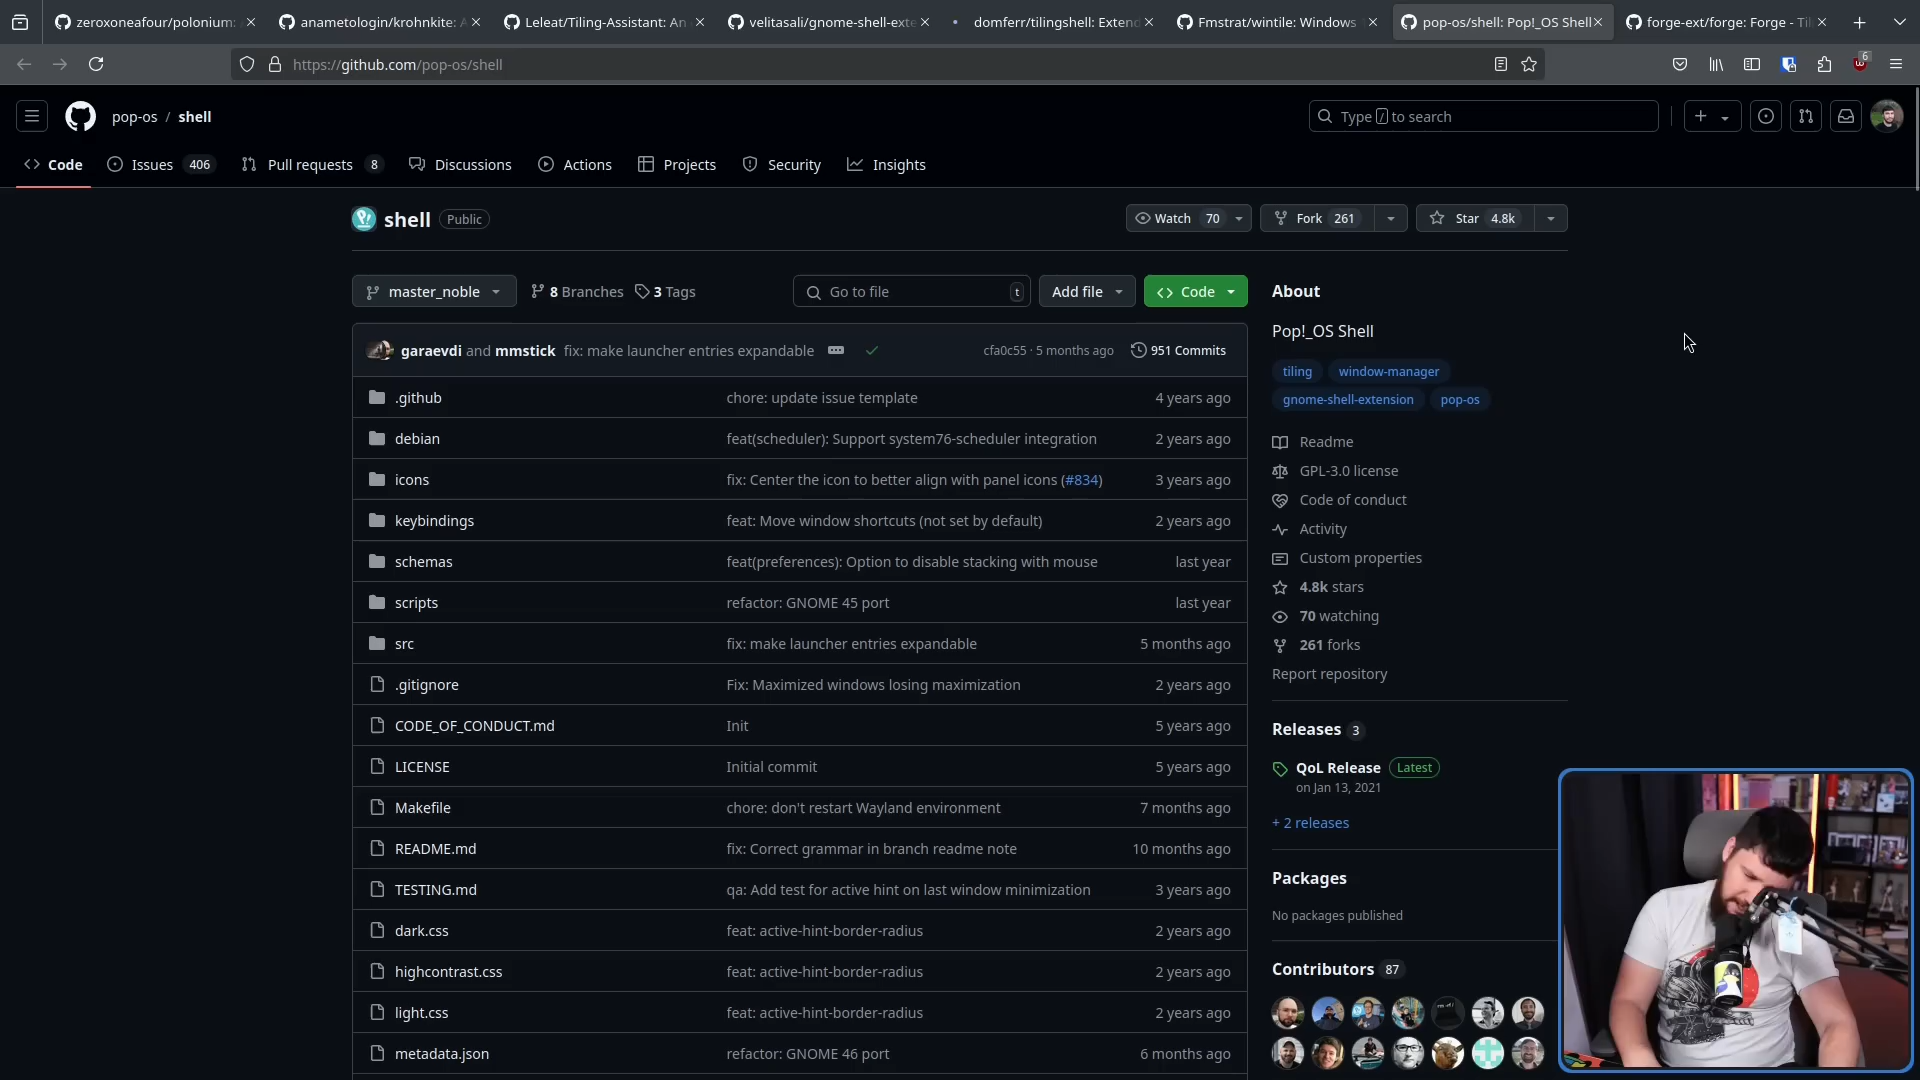 zeroxoneafour/polonium:
anametologin/krohnkite: A
Leleat/Tiling-Assistant: An
velitasali/gnome-shell-exte
domferr/tilingshell: Extend
Fmstrat/wintile: Windows
pop-os/shell: Pop!_OS Shell
forge-ext/forge: Forge - Til
https://github.com/pop-os/shell
6
pop-os / shell
Type / to search
Code
Issues 406
Pull requests 8
Discussions
Actions
Projects
Security
Insights
shell Public
Watch 70
Fork 261
Star 4.8k
master_noble
8 Branches
3 Tags
Go to file t
Add file
Code
garaevdi and mmstick fix: make launcher entries expandable
cfa0c55 · 5 months ago
951 Commits
.github chore: update issue template 4 years ago
debian feat(scheduler): Support system76-scheduler integration 2 years ago
icons fix: Center the icon to better align with panel icons (#834) 3 years ago
keybindings feat: Move window shortcuts (not set by default) 2 years ago
schemas feat(preferences): Option to disable stacking with mouse last year
scripts refactor: GNOME 45 port last year
src fix: make launcher entries expandable 5 months ago
.gitignore Fix: Maximized windows losing maximization 2 years ago
CODE_OF_CONDUCT.md Init 5 years ago
LICENSE Initial commit 5 years ago
Makefile chore: don't restart Wayland environment 7 months ago
README.md fix: Correct grammar in branch readme note 10 months ago
TESTING.md qa: Add test for active hint on last window minimization 3 years ago
dark.css feat: active-hint-border-radius 2 years ago
highcontrast.css feat: active-hint-border-radius 2 years ago
light.css feat: active-hint-border-radius 2 years ago
metadata.json refactor: GNOME 46 port 6 months ago
About
Pop!_OS Shell
tiling window-manager
gnome-shell-extension pop-os
Readme
GPL-3.0 license
Code of conduct
Activity
Custom properties
4.8k stars
70 watching
261 forks
Report repository
Releases 3
QoL Release Latest
on Jan 13, 2021
+ 2 releases
Packages
No packages published
Contributors 87